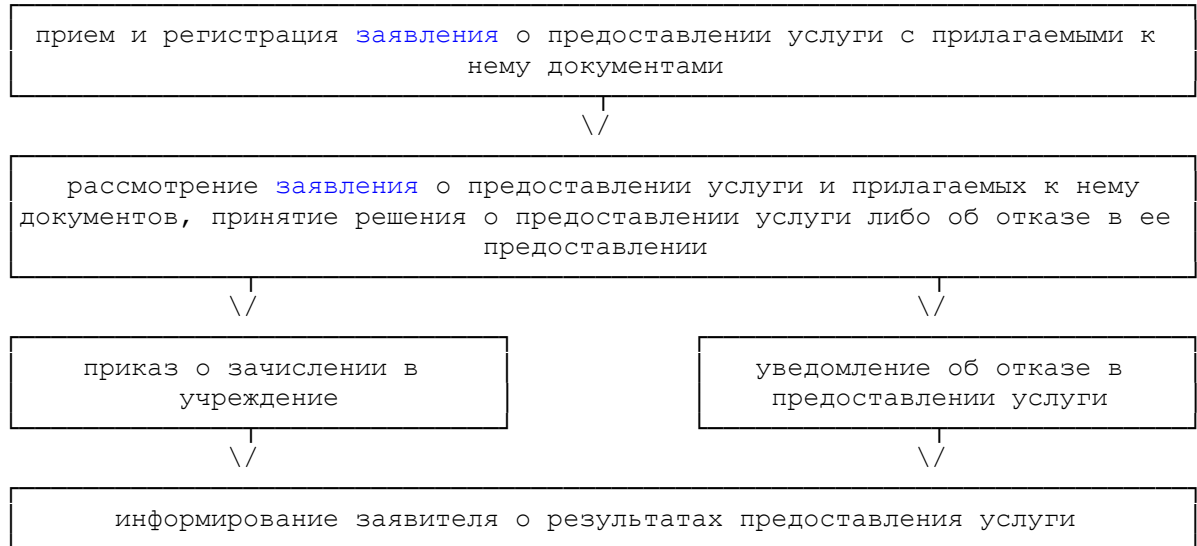 прием и регистрация заявления о предоставлении услуги с прилагаемыми к
нему документами
\/
рассмотрение заявления о предоставлении услуги и прилагаемых к нему
документов, принятие решения о предоставлении услуги либо об отказе в ее
предоставлении
\/ \/
приказ о зачислении в
учреждение
уведомление об отказе в
предоставлении услуги
\/ \/
информирование заявителя о результатах предоставления услуги